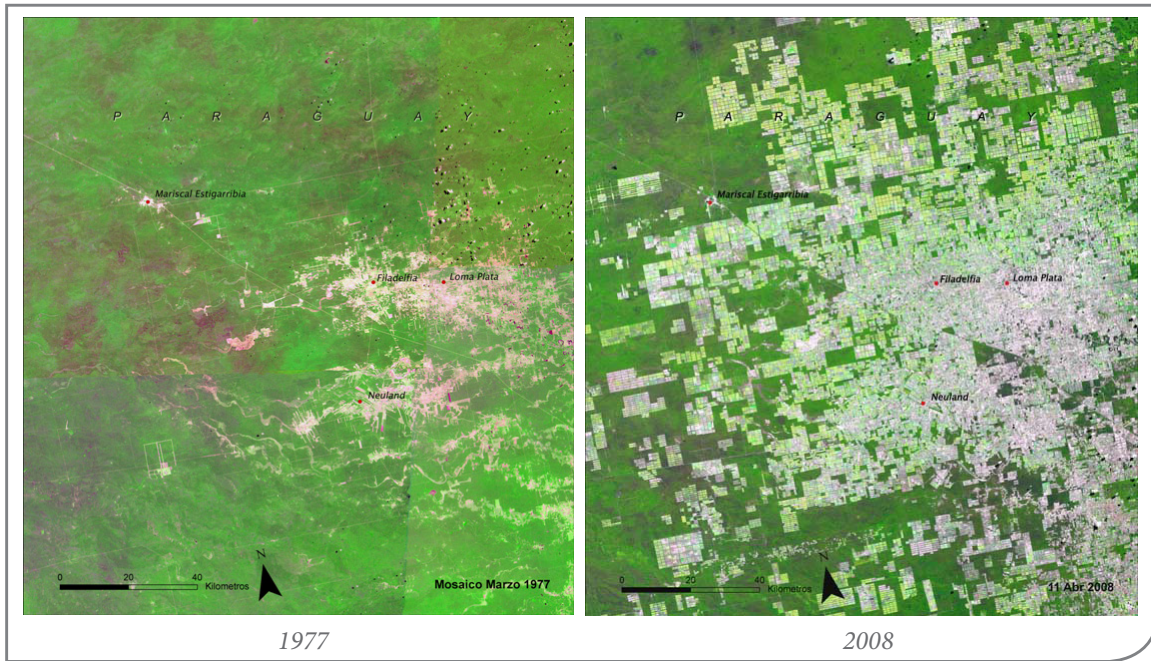 P A R A G U A Y
Mariscal Estigarribia
Filadelfia
Loma Plata
Neuland
N
0 20 40
Kilometros
Mosaico Marzo 1977
1977
P A R A G U A Y
Mariscal Estigarribia
Filadelfia
Loma Plata
Neuland
N
0 20 40
Kilometros
11 Abr 2008
2008